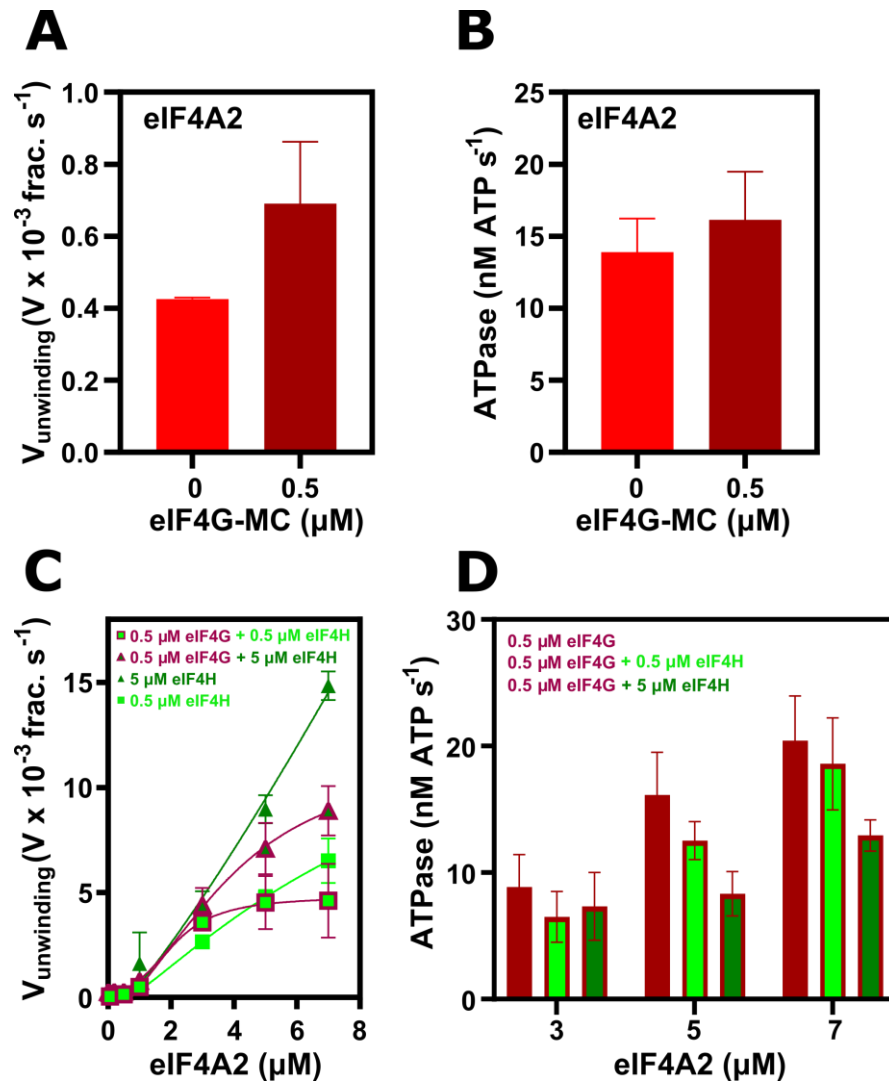 A
B
1.0
0.8
0.6
0.4
0.2
0.0
Vunwinding (V x 10-3 frac. s-1)
eIF4A2
0
0.5
eIF4G-MC (µM)
25
20
15
10
5
0
ATPase (nM ATP s-1)
eIF4A2
0
0.5
eIF4G-MC (µM)
C
D
15
10
5
0
Vunwinding (V x 10-3 frac. s-1)
0.5 µM eIF4G + 0.5 µM eIF4H
0.5 µM eIF4G + 5 µM eIF4H
5 µM eIF4H
0.5 µM eIF4H
0
2
4
6
8
eIF4A2 (µM)
30
20
10
0
ATPase (nM ATP s-1)
0.5 µM eIF4G
0.5 µM eIF4G + 0.5 µM eIF4H
0.5 µM eIF4G + 5 µM eIF4H
3
5
7
eIF4A2 (µM)